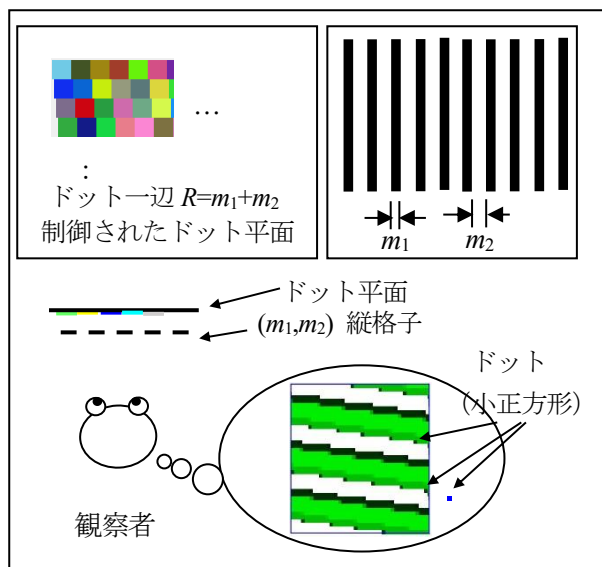 …
:
ドット一辺 R=m₁+m₂
制御されたドット平面
m₁
m₂
ドット平面
(m₁,m₂) 縦格子
ドット
(小正方形)
観察者